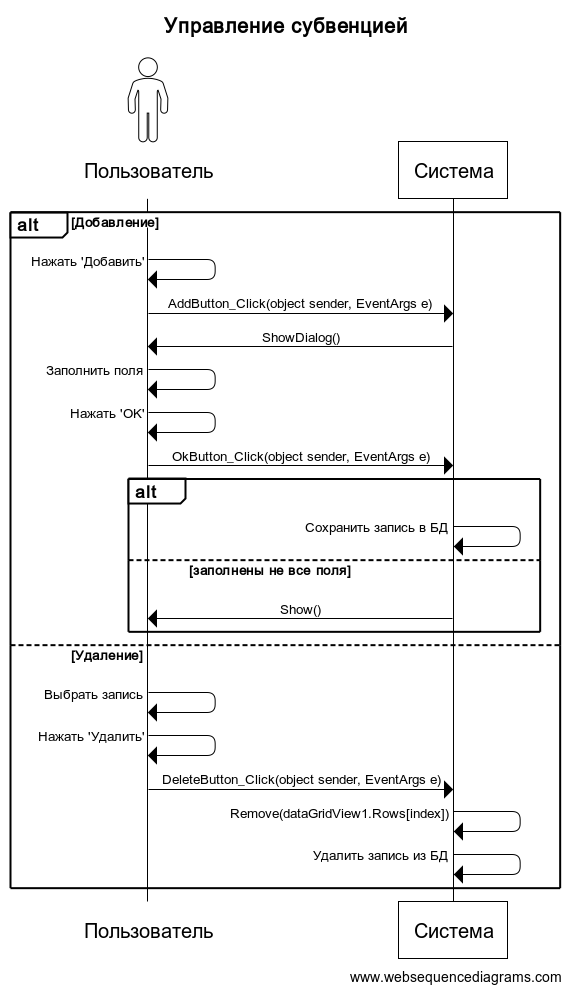 Управление субвенцией
Пользователь
Система
alt
[Добавление]
Нажать 'Добавить'
AddButton_Click(object sender, EventArgs e)
ShowDialog()
Заполнить поля
Нажать 'OK'
OkButton_Click(object sender, EventArgs e)
alt
Сохранить запись в БД
[заполнены не все поля]
Show()
[Удаление]
Выбрать запись
Нажать 'Удалить'
DeleteButton_Click(object sender, EventArgs e)
Remove(dataGridView1.Rows[index])
Удалить запись из БД
Пользователь
Система
www.websequencediagrams.com